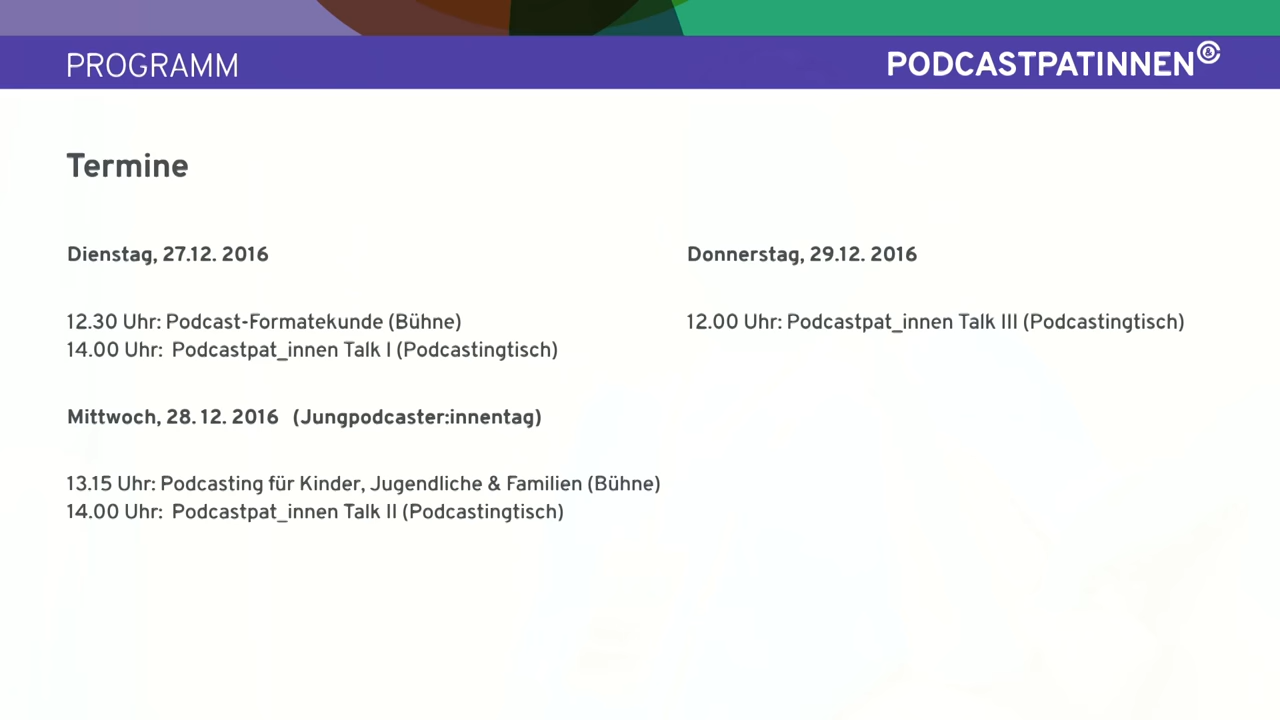 PROGRAMM
PODCASTPATINNEN
Termine
Dienstag, 27.12. 2016
12.30 Uhr: Podcast-Formatekunde (Bühne)
14.00 Uhr: Podcastpat_innen Talk I (Podcastingtisch)
Mittwoch, 28. 12. 2016 (Jungpodcaster:innentag)
13.15 Uhr: Podcasting für Kinder, Jugendliche & Familien (Bühne)
14.00 Uhr: Podcastpat_innen Talk II (Podcastingtisch)
Donnerstag, 29.12. 2016
12.00 Uhr: Podcastpat_innen Talk III (Podcastingtisch)